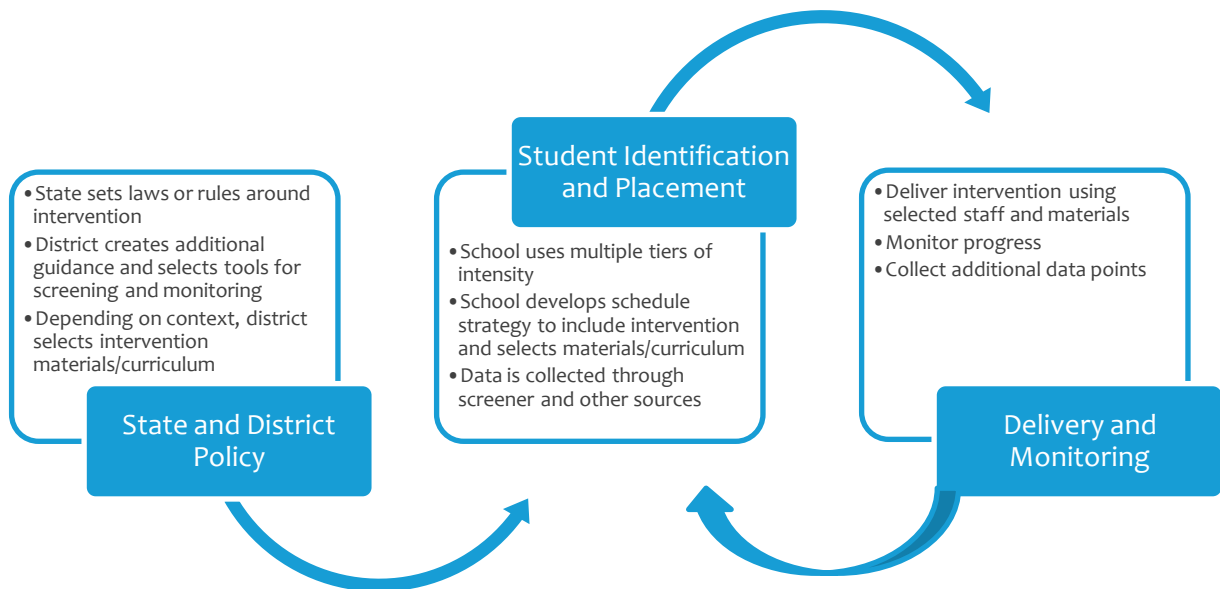 •State sets laws or rules around
intervention
•District creates additional
guidance and selects tools for
screening and monitoring
•Depending on context, district
selects intervention
materials/curriculum
State and District
Policy
Student Identification
and Placement
•School uses multiple tiers of
intensity
•School develops schedule
strategy to include intervention
and selects materials/curriculum
•Data is collected through
screener and other sources
•Deliver intervention using
selected staff and materials
•Monitor progress
•Collect additional data points
Delivery and
Monitoring